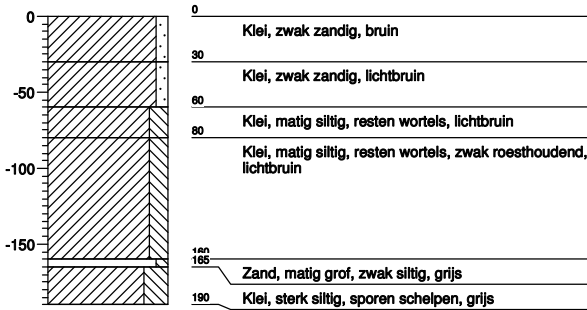 0
0
Klei, zwak zandig, bruin
30
Klei, zwak zandig, lichtbruin
-50
60
Klei, matig siltig, resten wortels, lichtbruin
80
Klei, matig siltig, resten wortels, zwak roesthoudend,
lichtbruin
-100
-150
160
165
Zand, matig grof, zwak siltig, grijs
190
Klei, sterk siltig, sporen schelpen, grijs